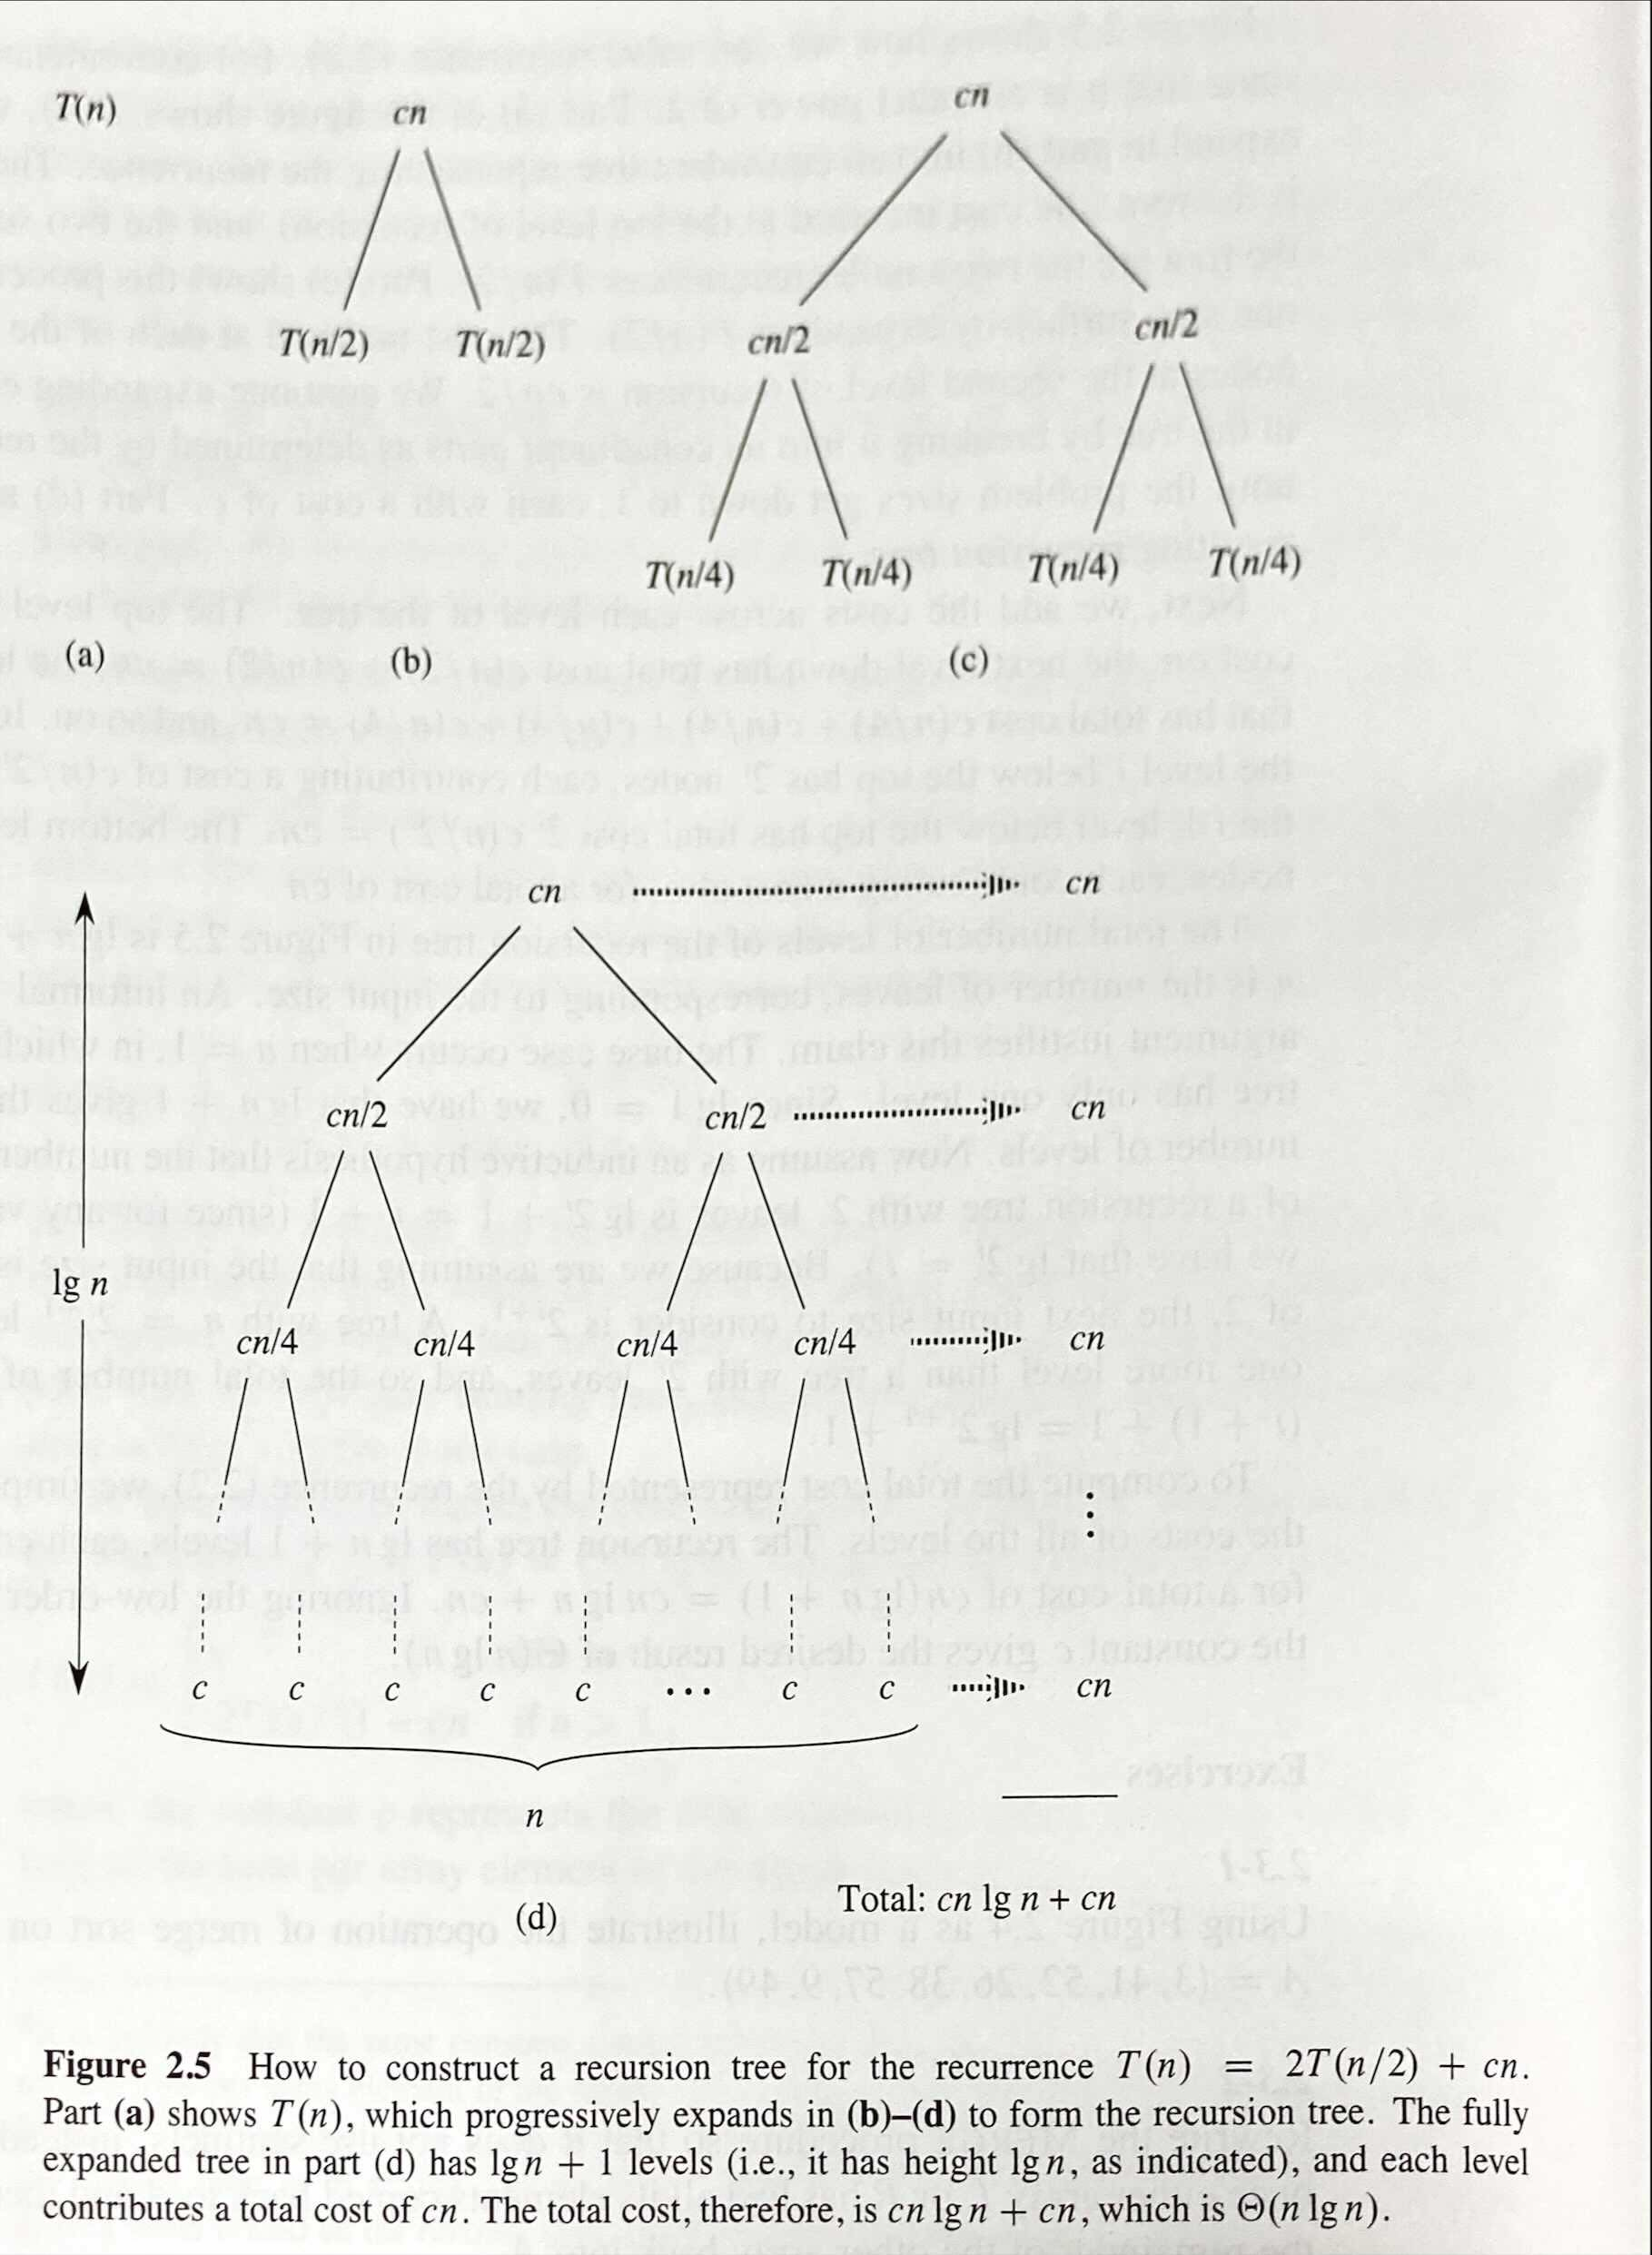 T(n) cn cn
T(n/2) T(n/2) cn/2 cn/2
T(n/4) T(n/4) T(n/4) T(n/4)
(a) (b) (c)
cn cn
cn/2 cn/2 cn
lg n
cn/4 cn/4 cn/4 cn/4 cn
c c c c c ... c c cn
n
(d)
Total: cn lg n + cn
Figure 2.5 How to construct a recursion tree for the recurrence T(n) = 2T(n/2) + cn.
Part (a) shows T(n), which progressively expands in (b)–(d) to form the recursion tree. The fully
expanded tree in part (d) has lg n + 1 levels (i.e., it has height lg n, as indicated), and each level
contributes a total cost of cn. The total cost, therefore, is cn lg n + cn, which is Θ(n lg n).